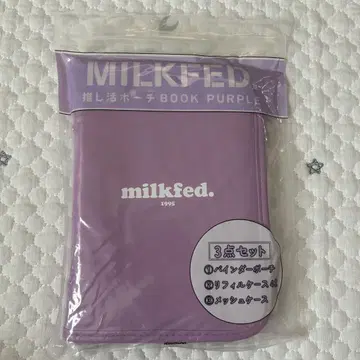 MILKFED.
推し活ポーチBOOK PURPLE
milkfed.
1995
3点セット
①バインダーポーチ
②リフィルケース
③メッシュケース